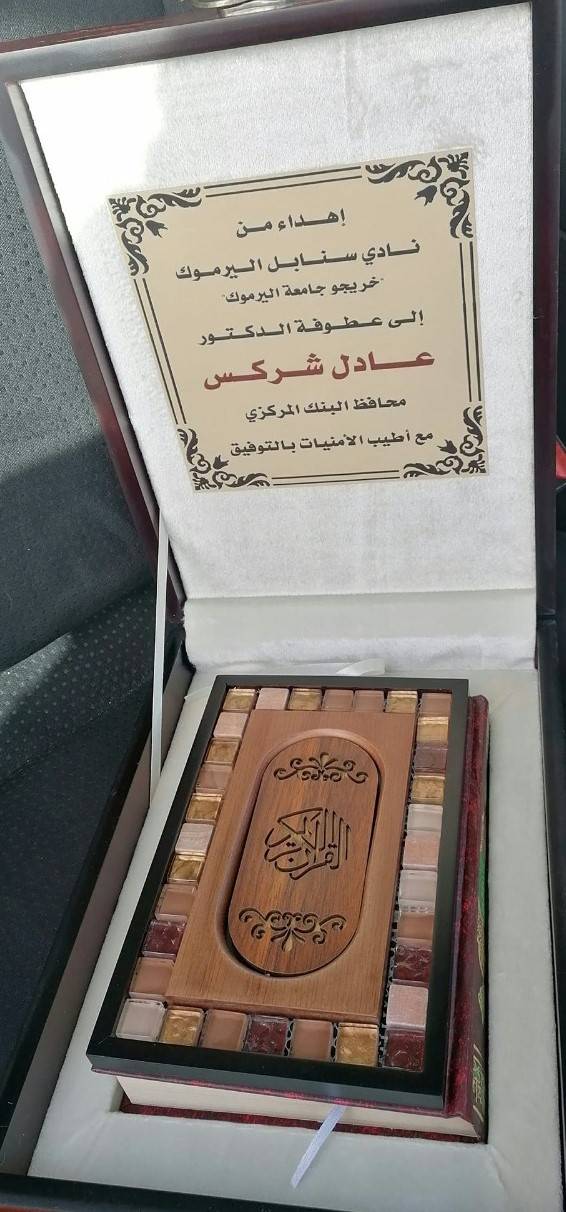 إهداء من
نادي سنابل اليرموك
"خريجو جامعة اليرموك"
إلى عطوفة الدكتور
عادل شركس
محافظ البنك المركزي
مع أطيب الأمنيات بالتوفيق
القرآن الكريم